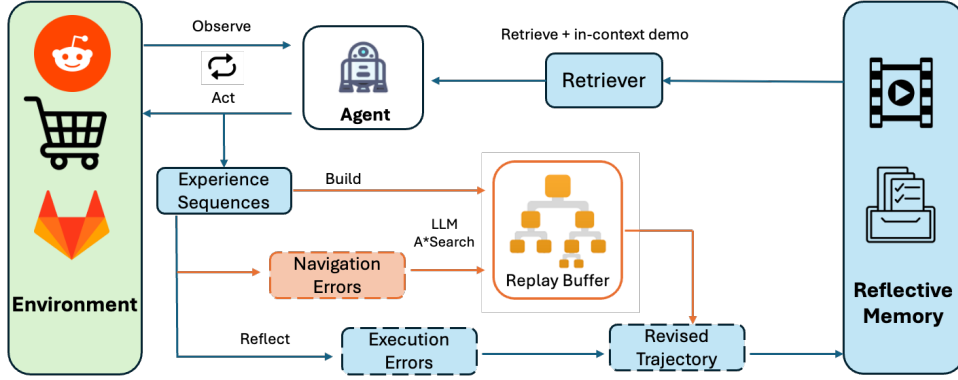 Observe
Act
Agent
Retrieve + in-context demo
Retriever
Environment
Experience
Sequences
Build
LLM
A*Search
Navigation
Errors
Replay Buffer
Reflect
Execution
Errors
Revised
Trajectory
Reflective
Memory